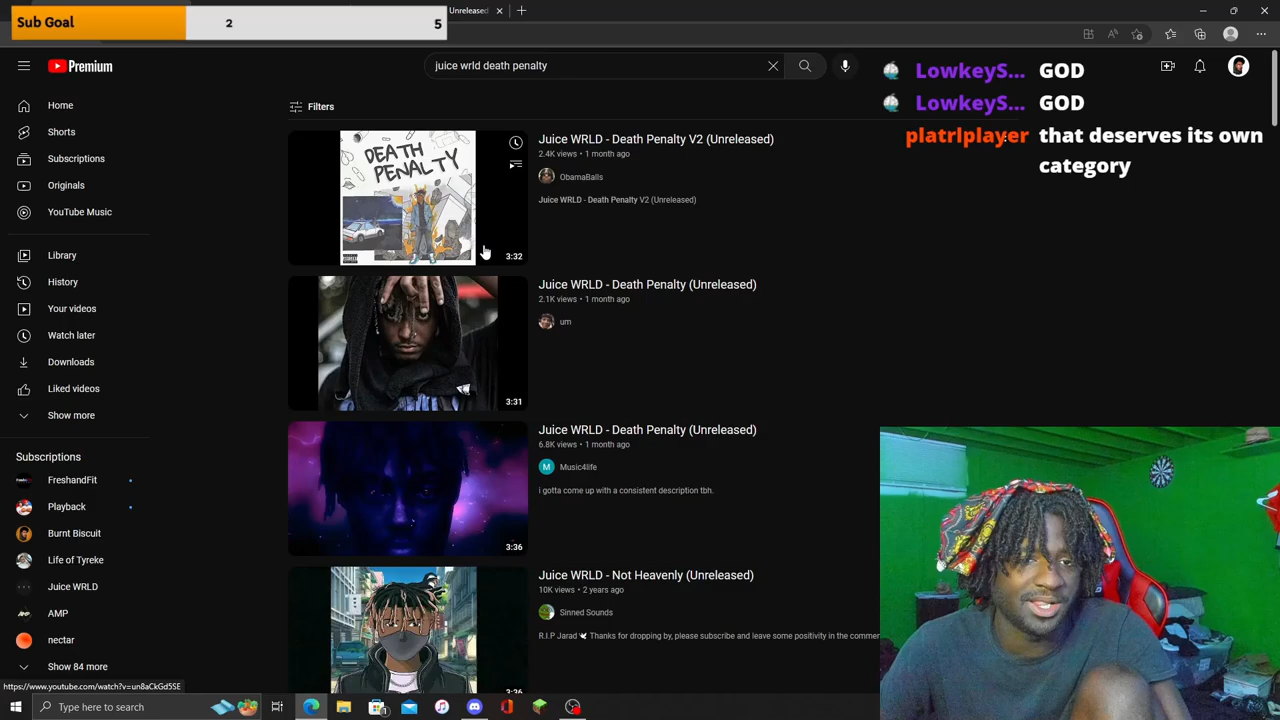 Sub Goal
2
5
Unreleased
Premium
juice wrld death penalty
LowkeyS... GOD
LowkeyS... GOD
platrlplayer that deserves its own
category
Home
Shorts
Subscriptions
Originals
YouTube Music
Library
History
Your videos
Watch later
Downloads
Liked videos
Show more
Subscriptions
FreshandFit
Playback
Burnt Biscuit
Life of Tyreke
Juice WRLD
AMP
nectar
Show 84 more
Filters
DEATH
PENALTY
3:32
Juice WRLD - Death Penalty V2 (Unreleased)
2.4K views • 1 month ago
ObamaBalls
Juice WRLD - Death Penalty V2 (Unreleased)
3:31
Juice WRLD - Death Penalty (Unreleased)
2.1K views • 1 month ago
um
3:36
Juice WRLD - Death Penalty (Unreleased)
6.8K views • 1 month ago
M
Music4life
i gotta come up with a consistent description tbh.
3:36
Juice WRLD - Not Heavenly (Unreleased)
10K views • 2 years ago
Sinned Sounds
R.I.P Jarad 🕊 Thanks for dropping by, please subscribe and leave some positivity in the commen
https://www.youtube.com/watch?v=un8aCkGd5SE
Type here to search
1